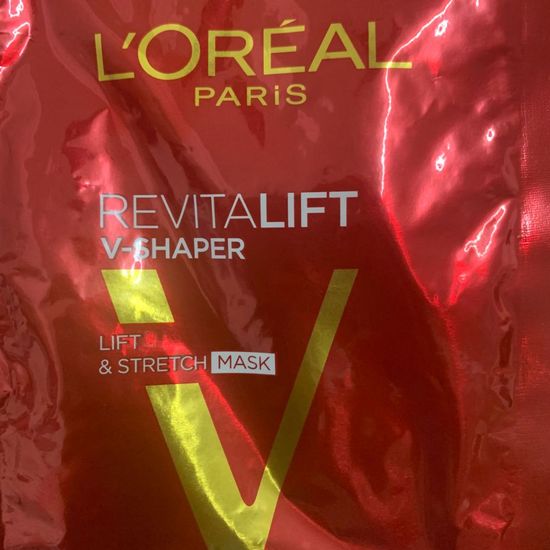 L'ORÉAL
PARiS
REVITALIFT
V-SHAPER
LIFT
& STRETCH MASK